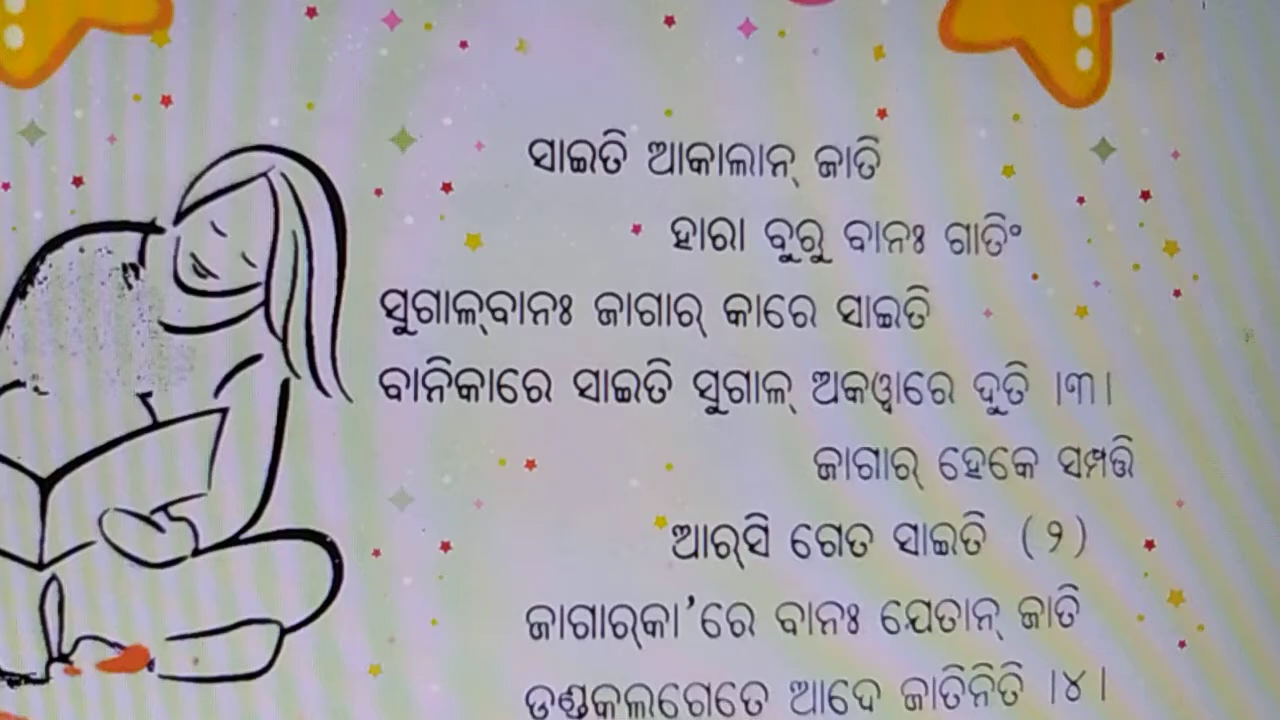 ସାଇତି ଆକାଲାନ୍ ଜାତି
ହାରା ବୁରୁ ବାନଃ ଗାତିଂ
ସୁଗାଳ୍‌ବାନଃ ଜାଗାର୍ କାରେ ସାଇତି
ବାନିକାରେ ସାଇତି ସୁଗାଳ୍ ଅକଓ୍ୱାରେ ଦୁତି ।୩।
ଜାଗାର୍ ହେକେ ସମ୍ପତ୍ତି
ଆର୍‌ସି ଗେତ ସାଇତି (୨)
ଜାଗାର୍‌କା’ରେ ବାନଃ ଯେତାନ୍ ଜାତି
ଡଣ୍ଡକଲଗେତେ ଆଦେ ଜାତିନିତି ।୪।